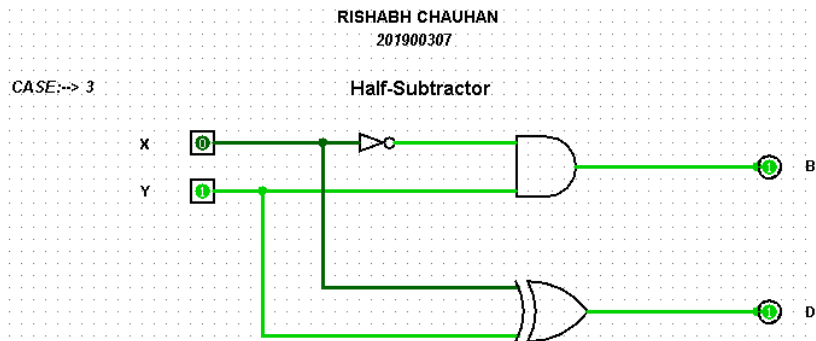 RISHABH CHAUHAN
201900307
CASE:--> 3
Half-Subtractor
X 0
Y 1
1 B
1 D